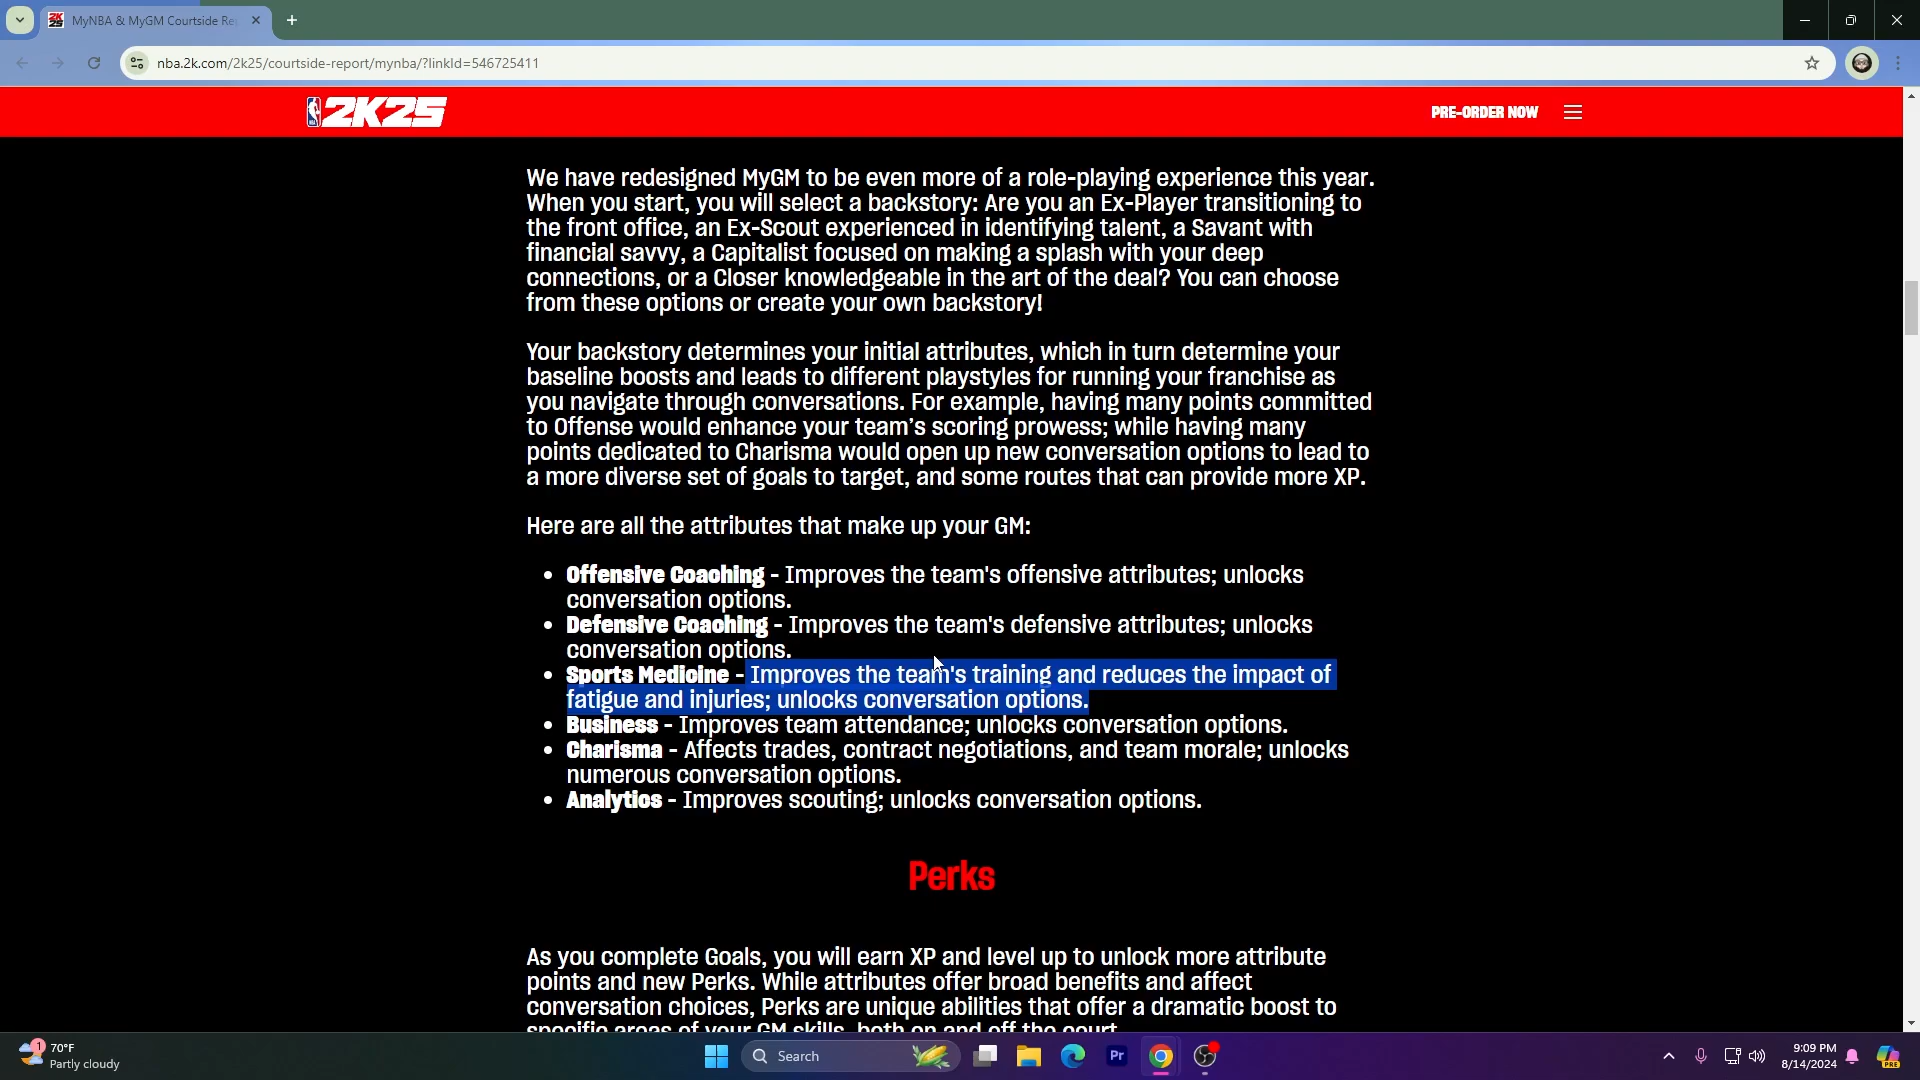 MyNBA & MyGM Courtside Re
nba.2k.com/2k25/courtside-report/mynba/?linkId=546725411
2K25
PRE-ORDER NOW
We have redesigned MyGM to be even more of a role-playing experience this year.
When you start, you will select a backstory: Are you an Ex-Player transitioning to
the front office, an Ex-Scout experienced in identifying talent, a Savant with
financial savvy, a Capitalist focused on making a splash with your deep
connections, or a Closer knowledgeable in the art of the deal? You can choose
from these options or create your own backstory!
Your backstory determines your initial attributes, which in turn determine your
baseline boosts and leads to different playstyles for running your franchise as
you navigate through conversations. For example, having many points committed
to Offense would enhance your team's scoring prowess; while having many
points dedicated to Charisma would open up new conversation options to lead to
a more diverse set of goals to target, and some routes that can provide more XP.
Here are all the attributes that make up your GM:
• Offensive Coaching - Improves the team's offensive attributes; unlocks
conversation options.
• Defensive Coaching - Improves the team's defensive attributes; unlocks
conversation options.
• Sports Medicine - Improves the team's training and reduces the impact of
fatigue and injuries; unlocks conversation options.
• Business - Improves team attendance; unlocks conversation options.
• Charisma - Affects trades, contract negotiations, and team morale; unlocks
numerous conversation options.
• Analytics - Improves scouting; unlocks conversation options.
Perks
As you complete Goals, you will earn XP and level up to unlock more attribute
points and new Perks. While attributes offer broad benefits and affect
conversation choices, Perks are unique abilities that offer a dramatic boost to
specific areas of your GM skills, both on and off the court.
1
70°F
Partly cloudy
Search
Pr
9:09 PM
8/14/2024
PRE